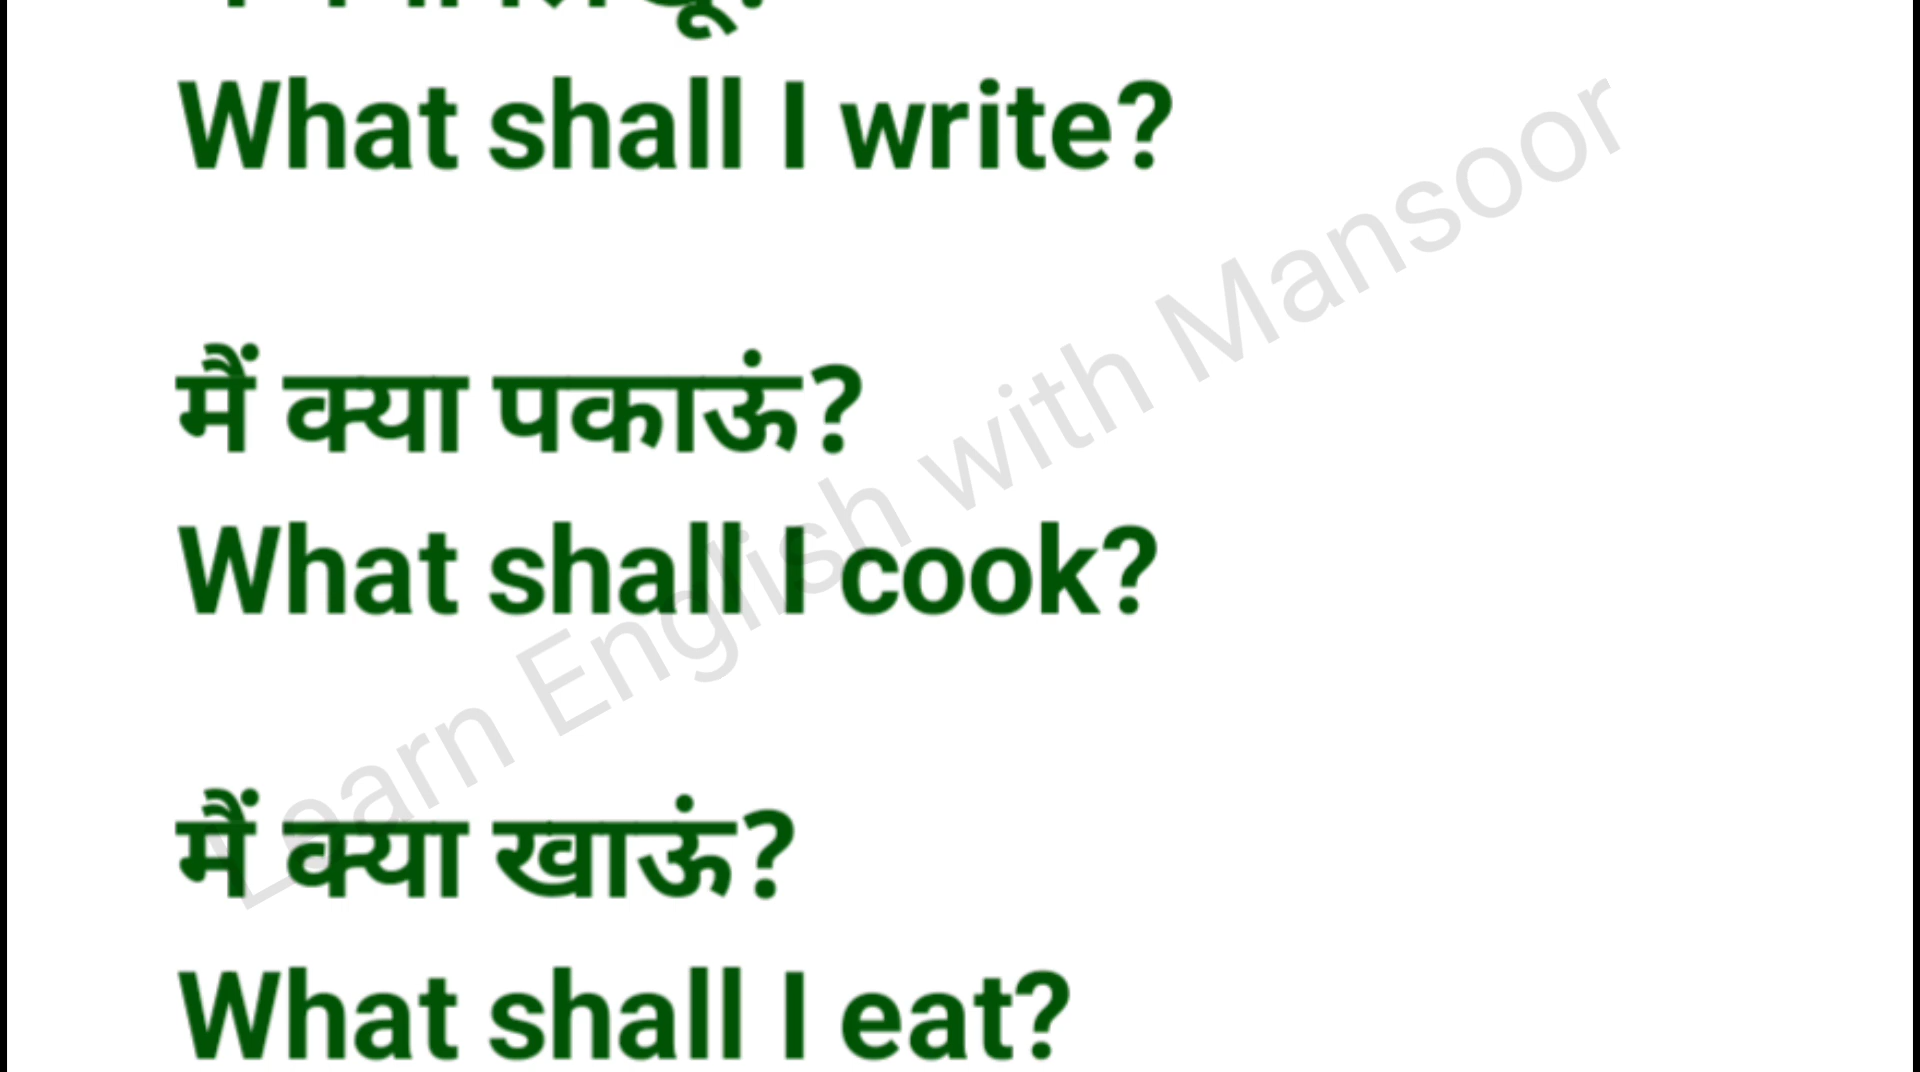 What shall I write?
मैं क्या पकाऊं?
What shall I cook?
मैं क्या खाऊं?
What shall I eat?
Learn English with Mansoor